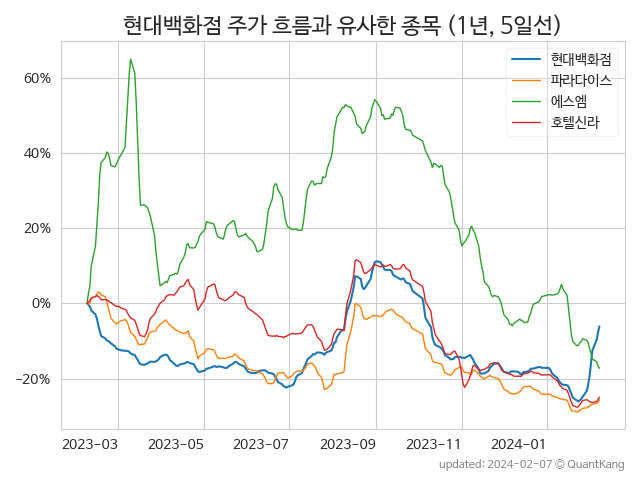 현대백화점 주가 흐름과 유사한 종목 (1년, 5일선)
현대백화점
파라다이스
에스엠
호텔신라
60%
40%
20%
0%
−20%
2023-03 2023-05 2023-07 2023-09 2023-11 2024-01
updated: 2024-02-07 © QuantKang